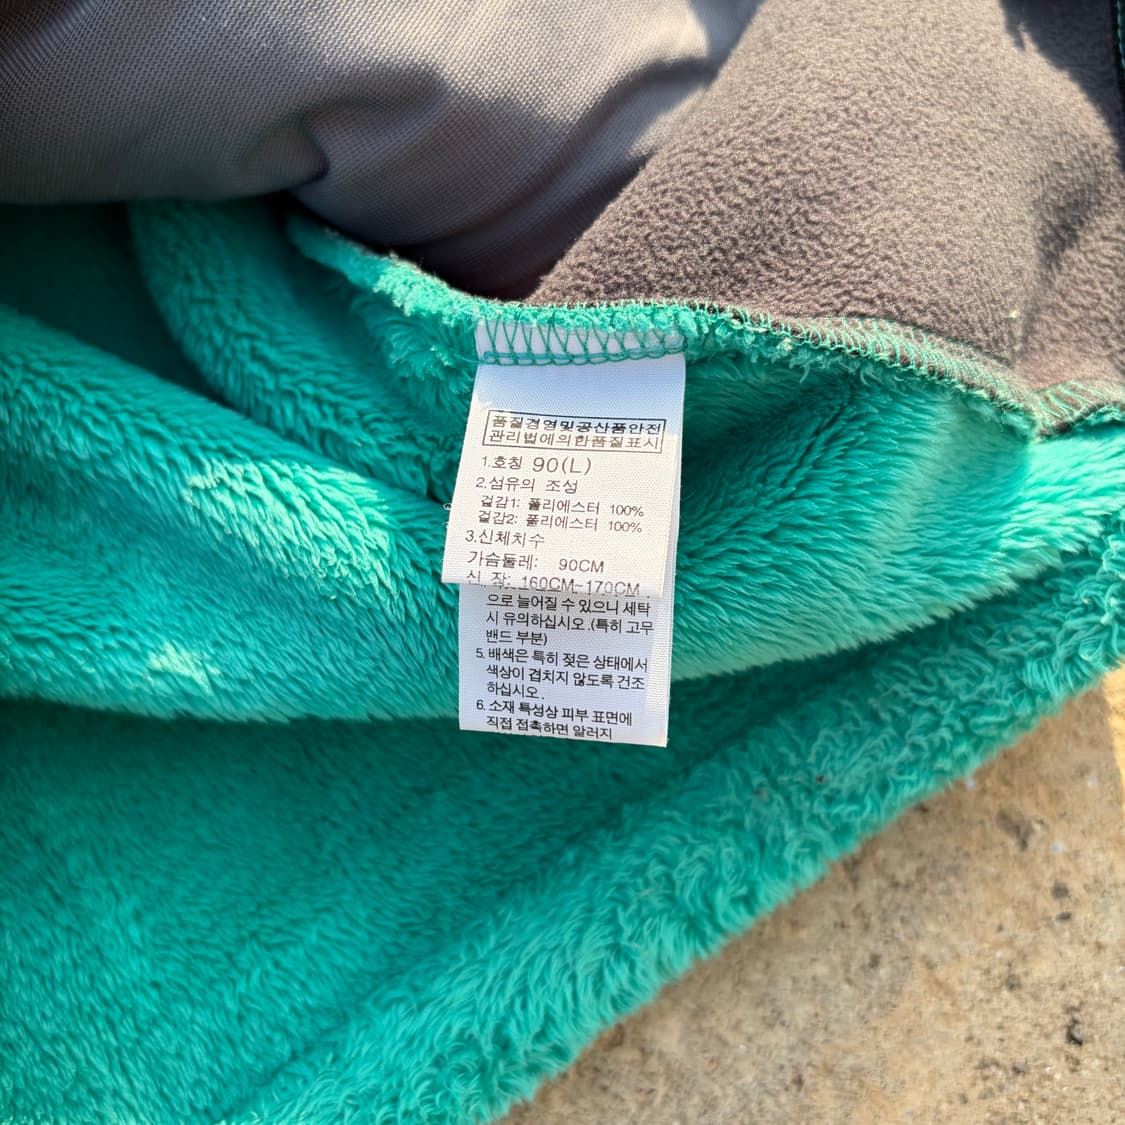 품질경영및공산품안전
관리법에의한품질표시
1.호칭 90(L)
2.섬유의 조성
겉감1: 폴리에스터 100%
겉감2: 폴리에스터 100%
3.신체치수
가슴둘레: 90CM
신 장: 160CM~170CM
으로 늘어질 수 있으니 세탁
시 유의하십시오.(특히 고무
밴드 부분)
5. 배색은 특히 젖은 상태에서
색상이 겹치지 않도록 건조
하십시오.
6. 소재 특성상 피부 표면에
직접 접촉하면 알러지